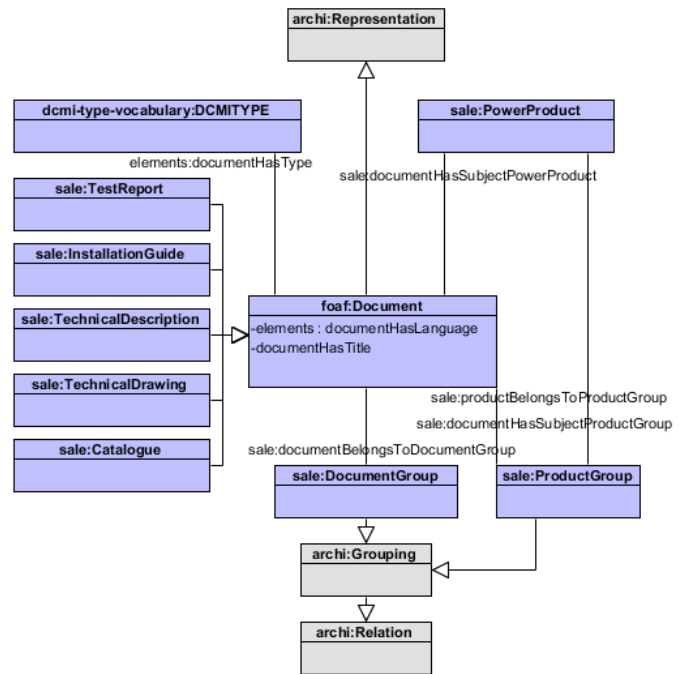 archi:Representation
dcmi-type-vocabulary:DCMITYPE
sale:PowerProduct
elements:documentHasType
sale:documentHasSubjectPowerProduct
sale:TestReport
sale:InstallationGuide
sale:TechnicalDescription
sale:TechnicalDrawing
sale:Catalogue
foaf:Document
-elements : documentHasLanguage
-documentHasTitle
sale:productBelongsToProductGroup
sale:documentHasSubjectProductGroup
sale:documentBelongsToDocumentGroup
sale:DocumentGroup
sale:ProductGroup
archi:Grouping
archi:Relation